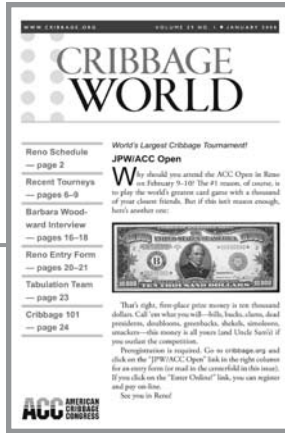 WWW.CRIBBAGE.ORG VOLUME 29 NO. 1 • JANUARY
CRIBBAGE
WORLD
Reno Schedule
— page 2
Recent Tourneys
— pages 6–9
Barbara Wood-
ward Interview
— pages 16–18
Reno Entry Form
— pages 20–21
Tabulation Team
— page 23
Cribbage 101
— page 24
World's Largest Cribbage Tournament!
JPW/ACC Open
Why should you attend the ACC Open in Reno
on February 9–10? The #1 reason, of course, is
to play the world's greatest card game with a thousand
of your closest friends. But if this isn't reason enough,
here's another one:
TEN THOUSAND DOLLARS
That's right, first-place prize money is ten thousand
dollars. Call 'em what you will—bills, bucks, clams, dead
presidents, doubloons, greenbacks, shekels, simoleons,
smackers—this money is all yours (and Uncle Sam's) if
you outlast the competition.
Preregistration is required. Go to cribbage.org and
click on the "JPW/ACC Open" link in the right column
for an entry form (or mail in the centerfold in this issue).
If you click on the "Enter Online!" link, you can register
and pay on-line.
See you in Reno!
ACC AMERICAN
CRIBBAGE
CONGRESS